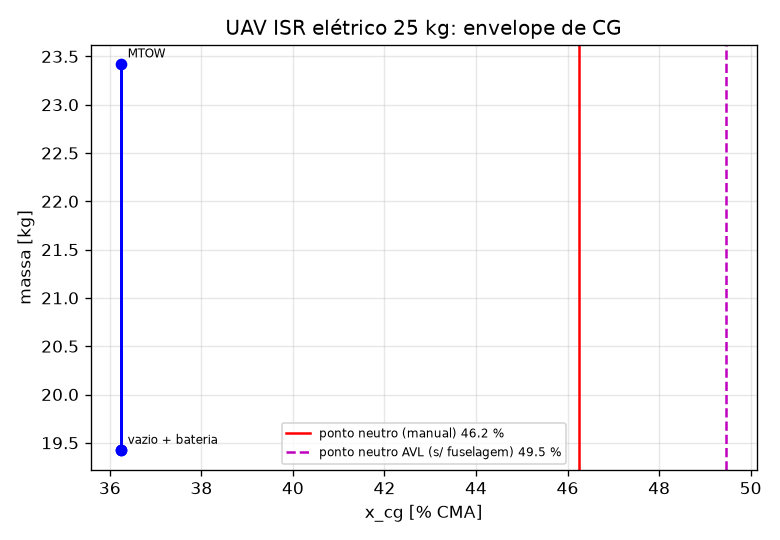 UAV ISR elétrico 25 kg: envelope de CG
massa [kg]
23.5
23.0
22.5
22.0
21.5
21.0
20.5
20.0
19.5
MTOW
vazio + bateria
ponto neutro (manual) 46.2 %
ponto neutro AVL (s/ fuselagem) 49.5 %
36 38 40 42 44 46 48 50
x_cg [% CMA]